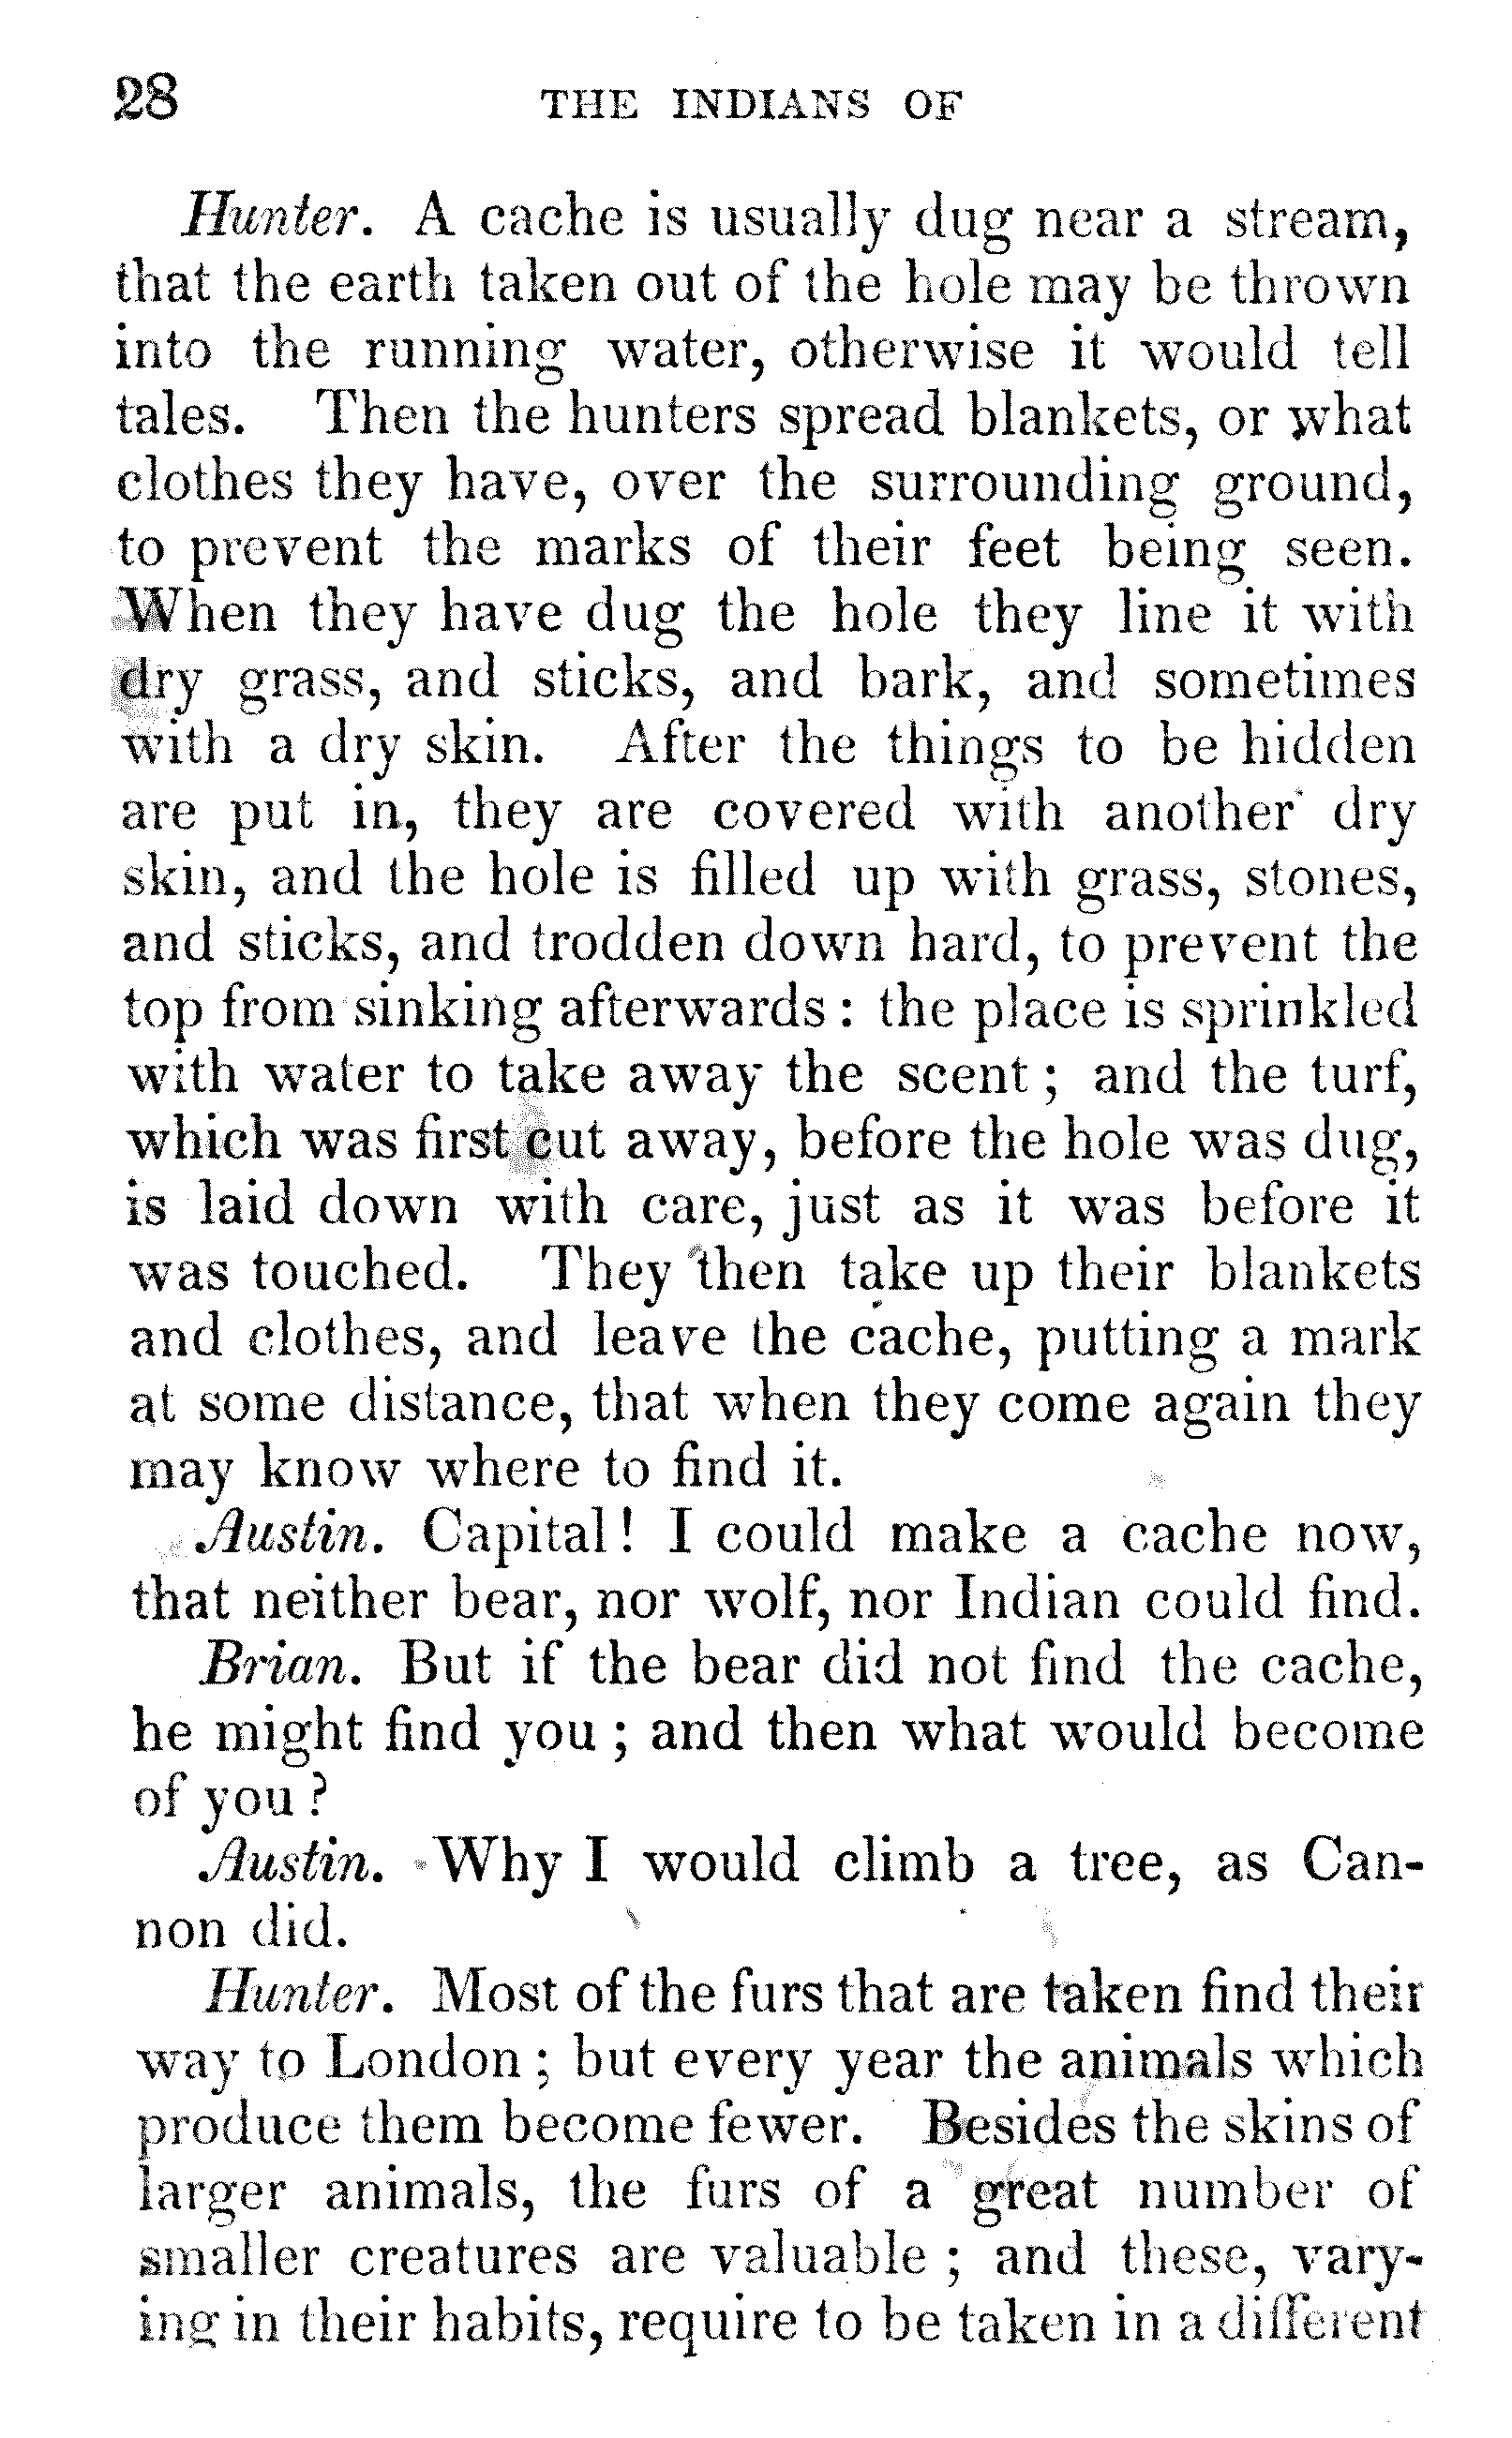 28 THE INDIANS OF
Hunter. A cache is usually dug near a stream,
that the earth taken out of the hole may be thrown
into the running water, otherwise it would tell
tales. Then the hunters spread blankets, or what
clothes they have, over the surrounding ground,
to prevent the marks of their feet being seen.
When they have dug the hole they line it with
dry grass, and sticks, and bark, and sometimes
with a dry skin. After the things to be hidden
are put in, they are covered with another dry
skin, and the hole is filled up with grass, stones,
and sticks, and trodden down hard, to prevent the
top from sinking afterwards: the place is sprinkled
with water to take away the scent; and the turf,
which was first cut away, before the hole was dug,
is laid down with care, just as it was before it
was touched. They then take up their blankets
and clothes, and leave the cache, putting a mark
at some distance, that when they come again they
may know where to find it.
Austin. Capital! I could make a cache now,
that neither bear, nor wolf, nor Indian could find.
Brian. But if the bear did not find the cache,
he might find you; and then what would become
of you?
Austin. Why I would climb a tree, as Can-
non did.
Hunter. Most of the furs that are taken find their
way to London; but every year the animals which
produce them become fewer. Besides the skins of
larger animals, the furs of a great number of
smaller creatures are valuable; and these, vary-
ing in their habits, require to be taken in a different